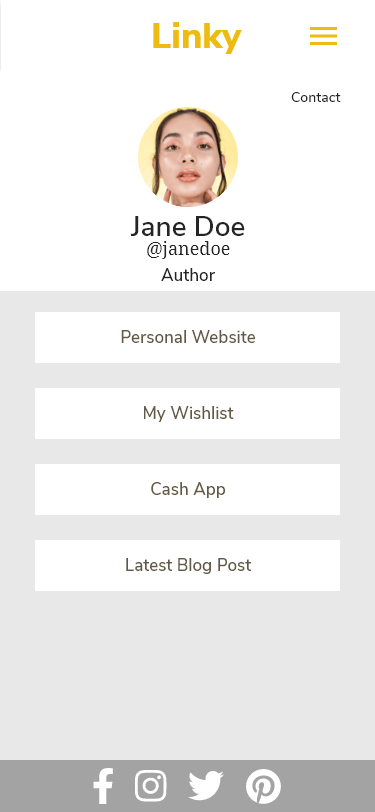 Linky
Contact
Jane Doe
@janedoe
Author
Personal Website
My Wishlist
Cash App
Latest Blog Post